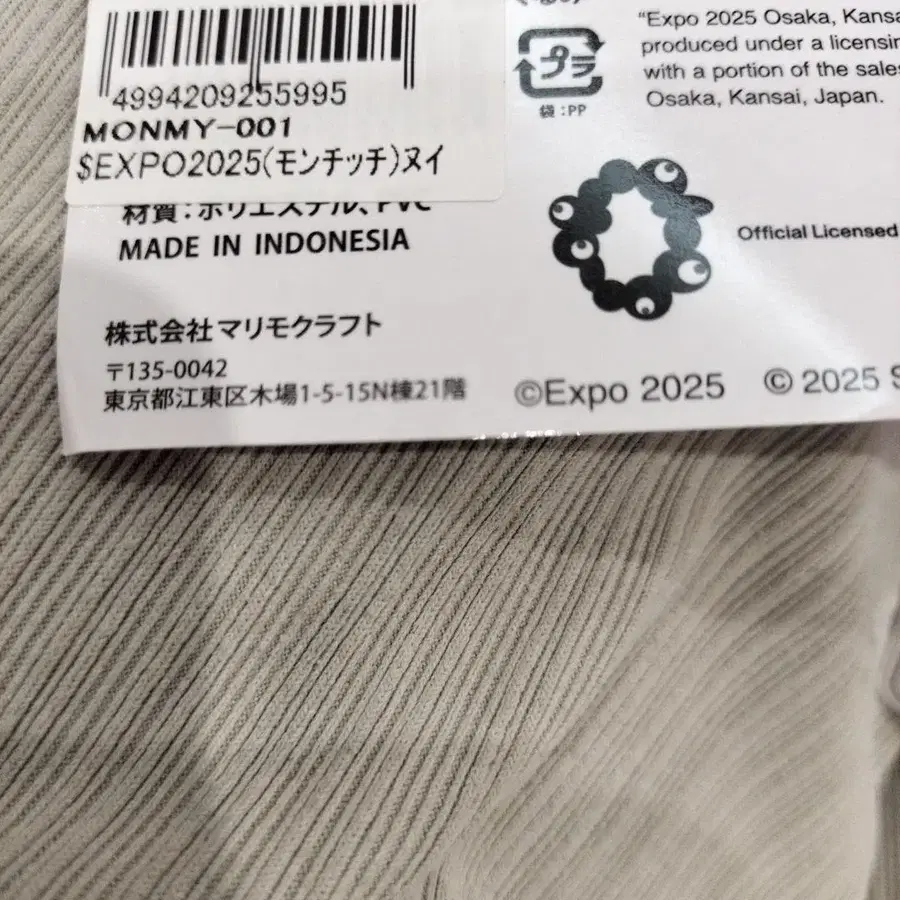 4994209255995
MONMY-001
$EXPO2025(モンチッチ)ヌイ
材質：ポリエステル、PVC
MADE IN INDONESIA
株式会社マリモクラフト
〒135-0042
東京都江東区木場1-5-15N棟21階
プラ
袋：PP
"Expo 2025 Osaka, Kansa
produced under a licensin
with a portion of the sales
Osaka, Kansai, Japan.
Official Licensed
©Expo 2025
© 2025 S